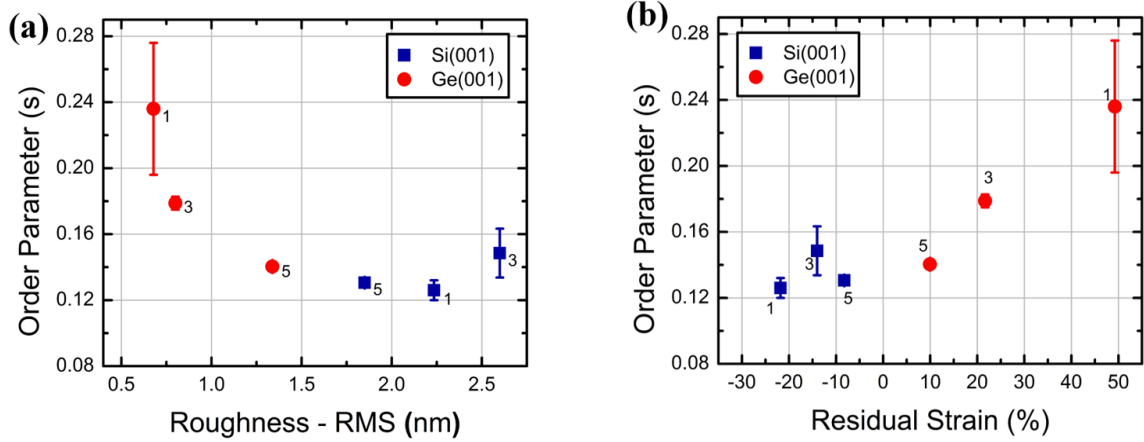 (a)
Order Parameter (s)
0.28
0.24
0.20
0.16
0.12
0.08
Si(001)
Ge(001)
1
3
5
5
1
3
0.5 1.0 1.5 2.0 2.5
Roughness - RMS (nm)
(b)
Order Parameter (s)
0.28
0.24
0.20
0.16
0.12
0.08
Si(001)
Ge(001)
1
3
5
3
1
5
-30 -20 -10 0 10 20 30 40 50
Residual Strain (%)